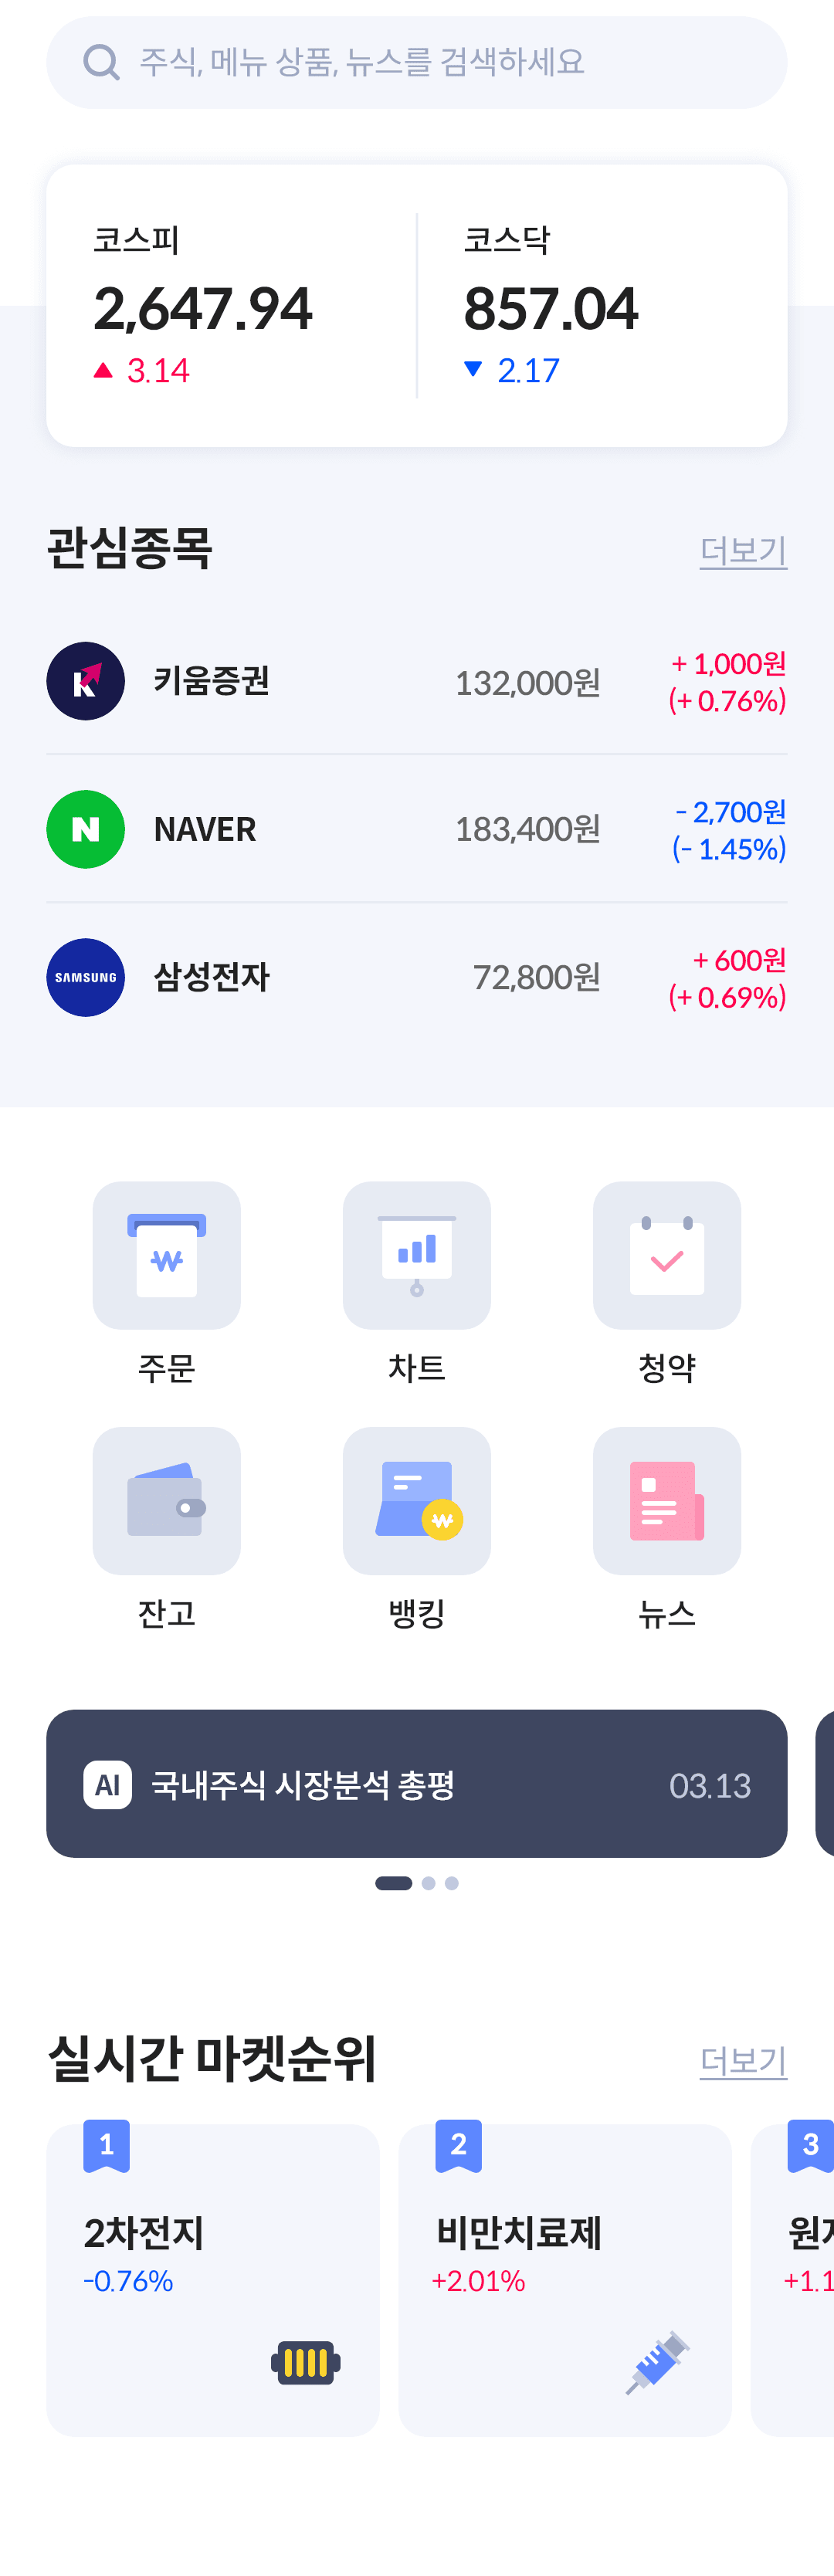 주식, 메뉴 상품, 뉴스를 검색하세요
코스피
2,647.94
▲ 3.14
코스닥
857.04
▼ 2.17
관심종목
더보기
키움증권
132,000원
+ 1,000원
(+ 0.76%)
NAVER
183,400원
- 2,700원
(- 1.45%)
SAMSUNG
삼성전자
72,800원
+ 600원
(+ 0.69%)
주문
차트
청약
잔고
뱅킹
뉴스
AI 국내주식 시장분석 총평
03.13
실시간 마켓순위
더보기
1
2차전지
-0.76%
2
비만치료제
+2.01%
3
원
+1.1